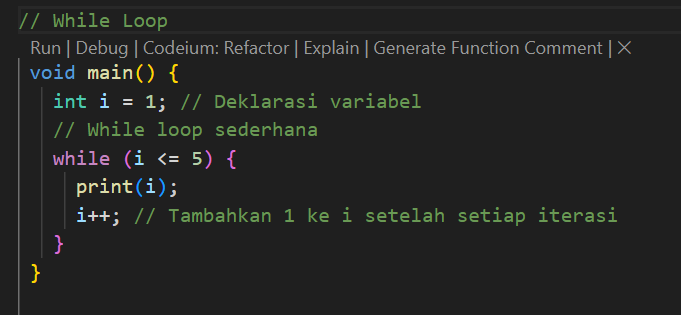 // While Loop
Run | Debug | Codeium: Refactor | Explain | Generate Function Comment | ×
void main() {
  int i = 1; // Deklarasi variabel
  // While loop sederhana
  while (i <= 5) {
    print(i);
    i++; // Tambahkan 1 ke i setelah setiap iterasi
  }
}